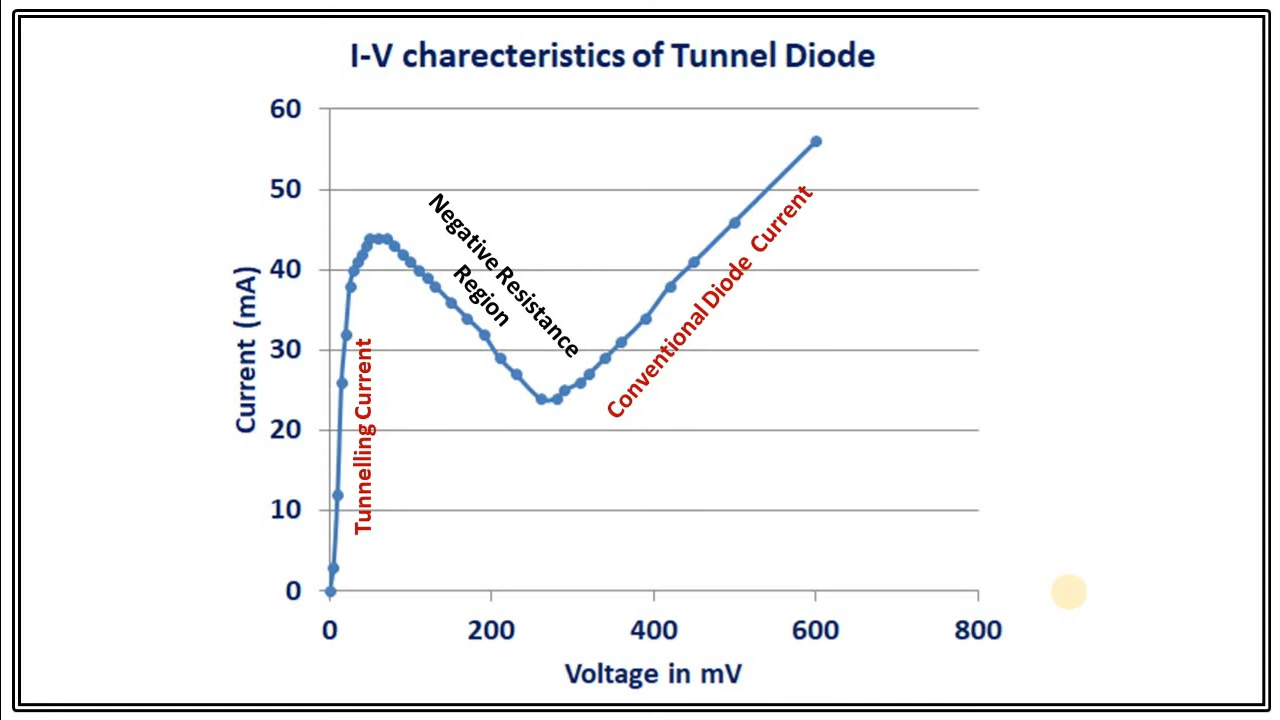 I-V charecteristics of Tunnel Diode
60
50
40
30
20
10
0
Current (mA)
Tunnelling Current
Negative Resistance
Region
Conventional Diode Current
0
200
400
600
800
Voltage in mV